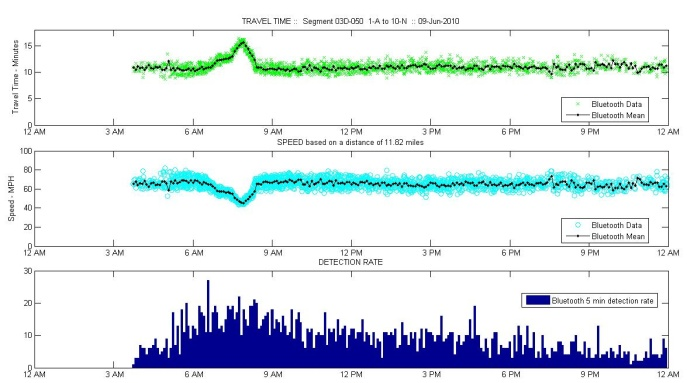 TRAVEL TIME :: Segment 03D-050 1-A to 10-N :: 09-Jun-2010
Travel Time - Minutes
15
10
5
0
Bluetooth Data
Bluetooth Mean
12 AM 3 AM 6 AM 9 AM 12 PM 3 PM 6 PM 9 PM 12 AM
SPEED based on a distance of 11.82 miles
Speed - MPH
100
80
60
40
20
0
Bluetooth Data
Bluetooth Mean
12 AM 3 AM 6 AM 9 AM 12 PM 3 PM 6 PM 9 PM 12 AM
DETECTION RATE
30
20
10
0
Bluetooth 5 min detection rate
12 AM 3 AM 6 AM 9 AM 12 PM 3 PM 6 PM 9 PM 12 AM